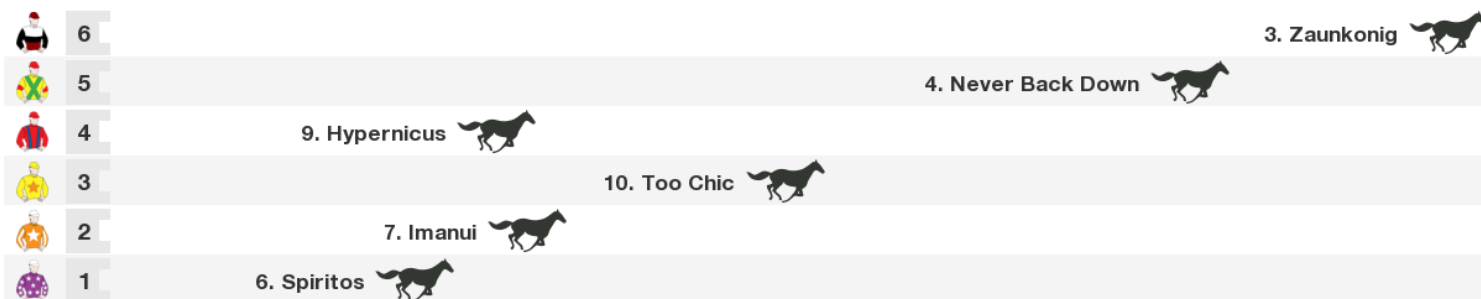 6 3. Zaunkonig
5 4. Never Back Down
4 9. Hypernicus
3 10. Too Chic
2 7. Imanui
1 6. Spiritos